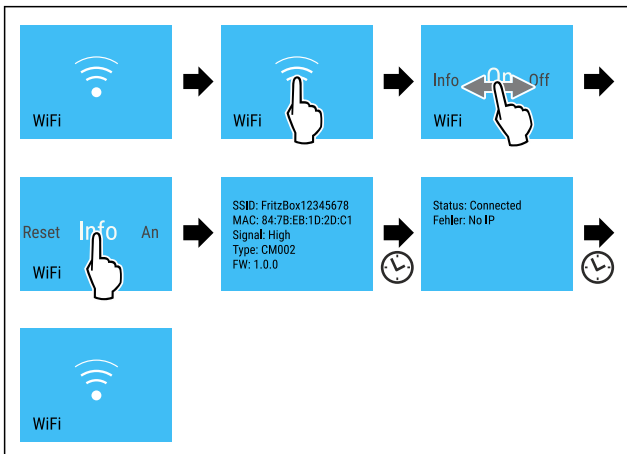 WiFi
WiFi
Info On Off
WiFi
Reset Info An
WiFi
SSID: FritzBox12345678
MAC: 84:7B:EB:1D:2D:C1
Signal: High
Type: CM002
FW: 1.0.0
Status: Connected
Fehler: No IP
WiFi